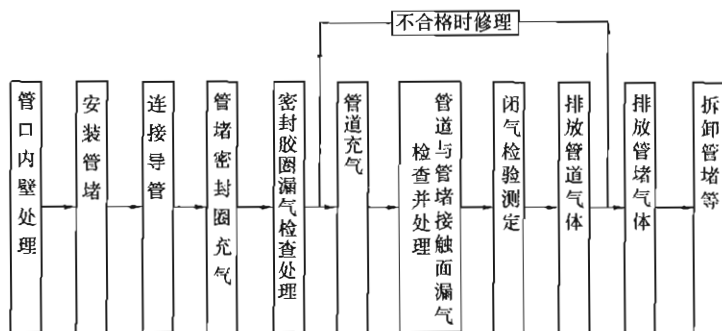 不合格时修理
管口内壁处理
安装管堵
连接导管
管堵密封圈充气
密封胶圈漏气检查处理
管道充气
管道与管堵接触面漏气
检查并处理
闭气检验测定
排放管道气体
排放管堵气体
拆卸管堵等